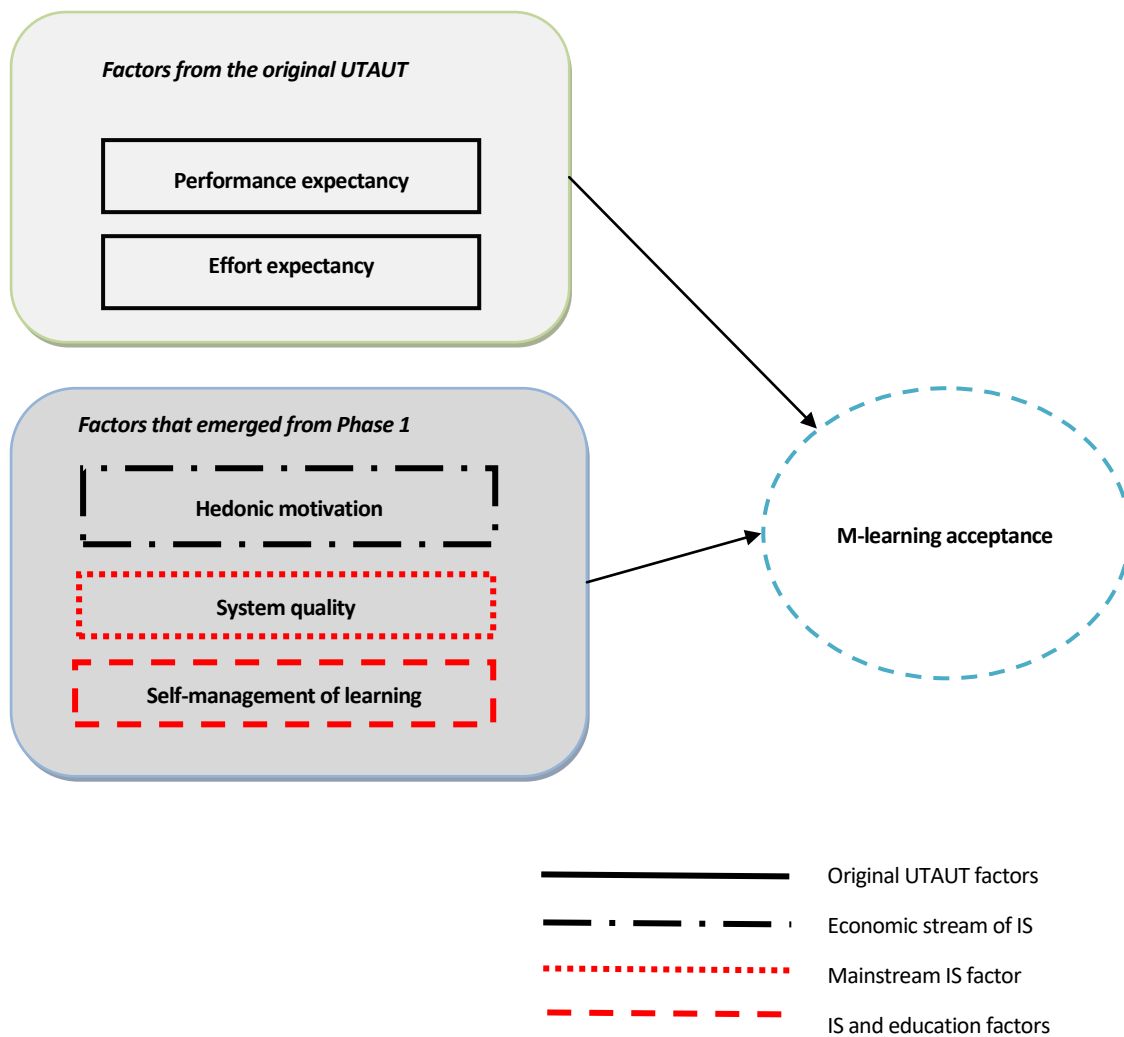 Factors from the original UTAUT
Performance expectancy
Effort expectancy
Factors that emerged from Phase 1
Hedonic motivation
System quality
Self-management of learning
M-learning acceptance
Original UTAUT factors
Economic stream of IS
Mainstream IS factor
IS and education factors